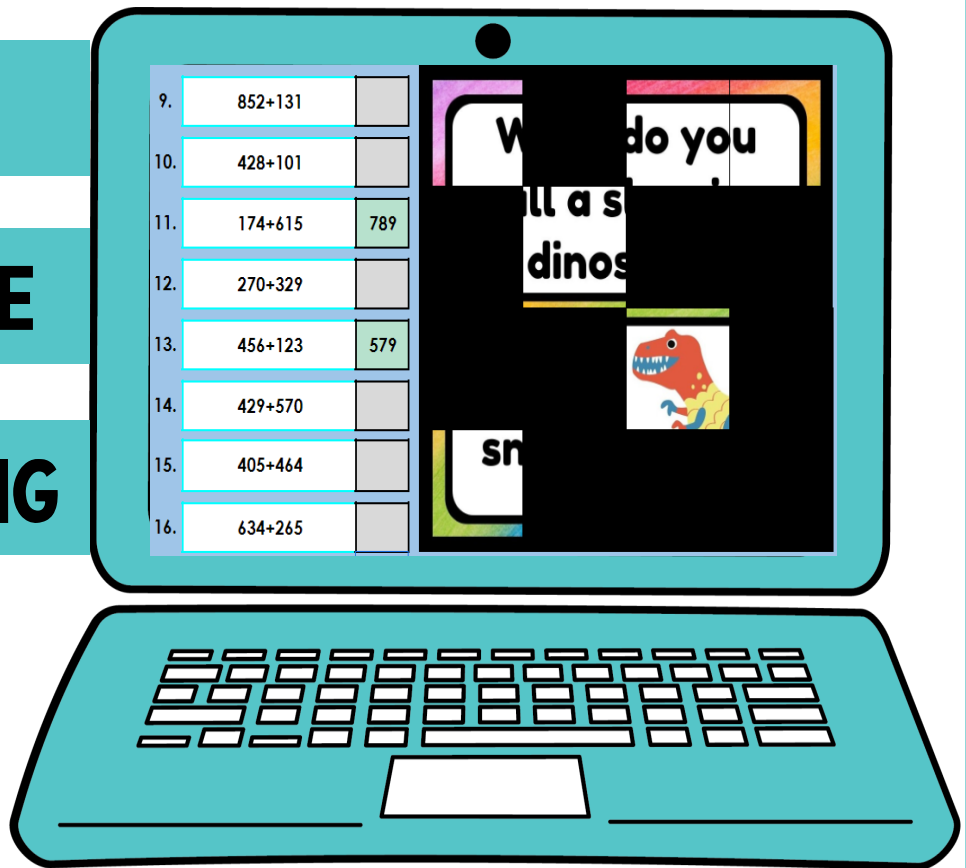 E
NG
9. 852+131
10. 428+101
11. 174+615 789
12. 270+329
13. 456+123 579
14. 429+570
15. 405+464
16. 634+265
W do you
ll a s
dinos
sn